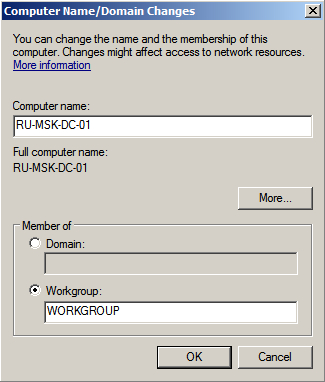 Computer Name/Domain Changes
You can change the name and the membership of this
computer. Changes might affect access to network resources.
More information
Computer name:
RU-MSK-DC-01
Full computer name:
RU-MSK-DC-01
More...
Member of
Domain:
Workgroup:
WORKGROUP
OK
Cancel